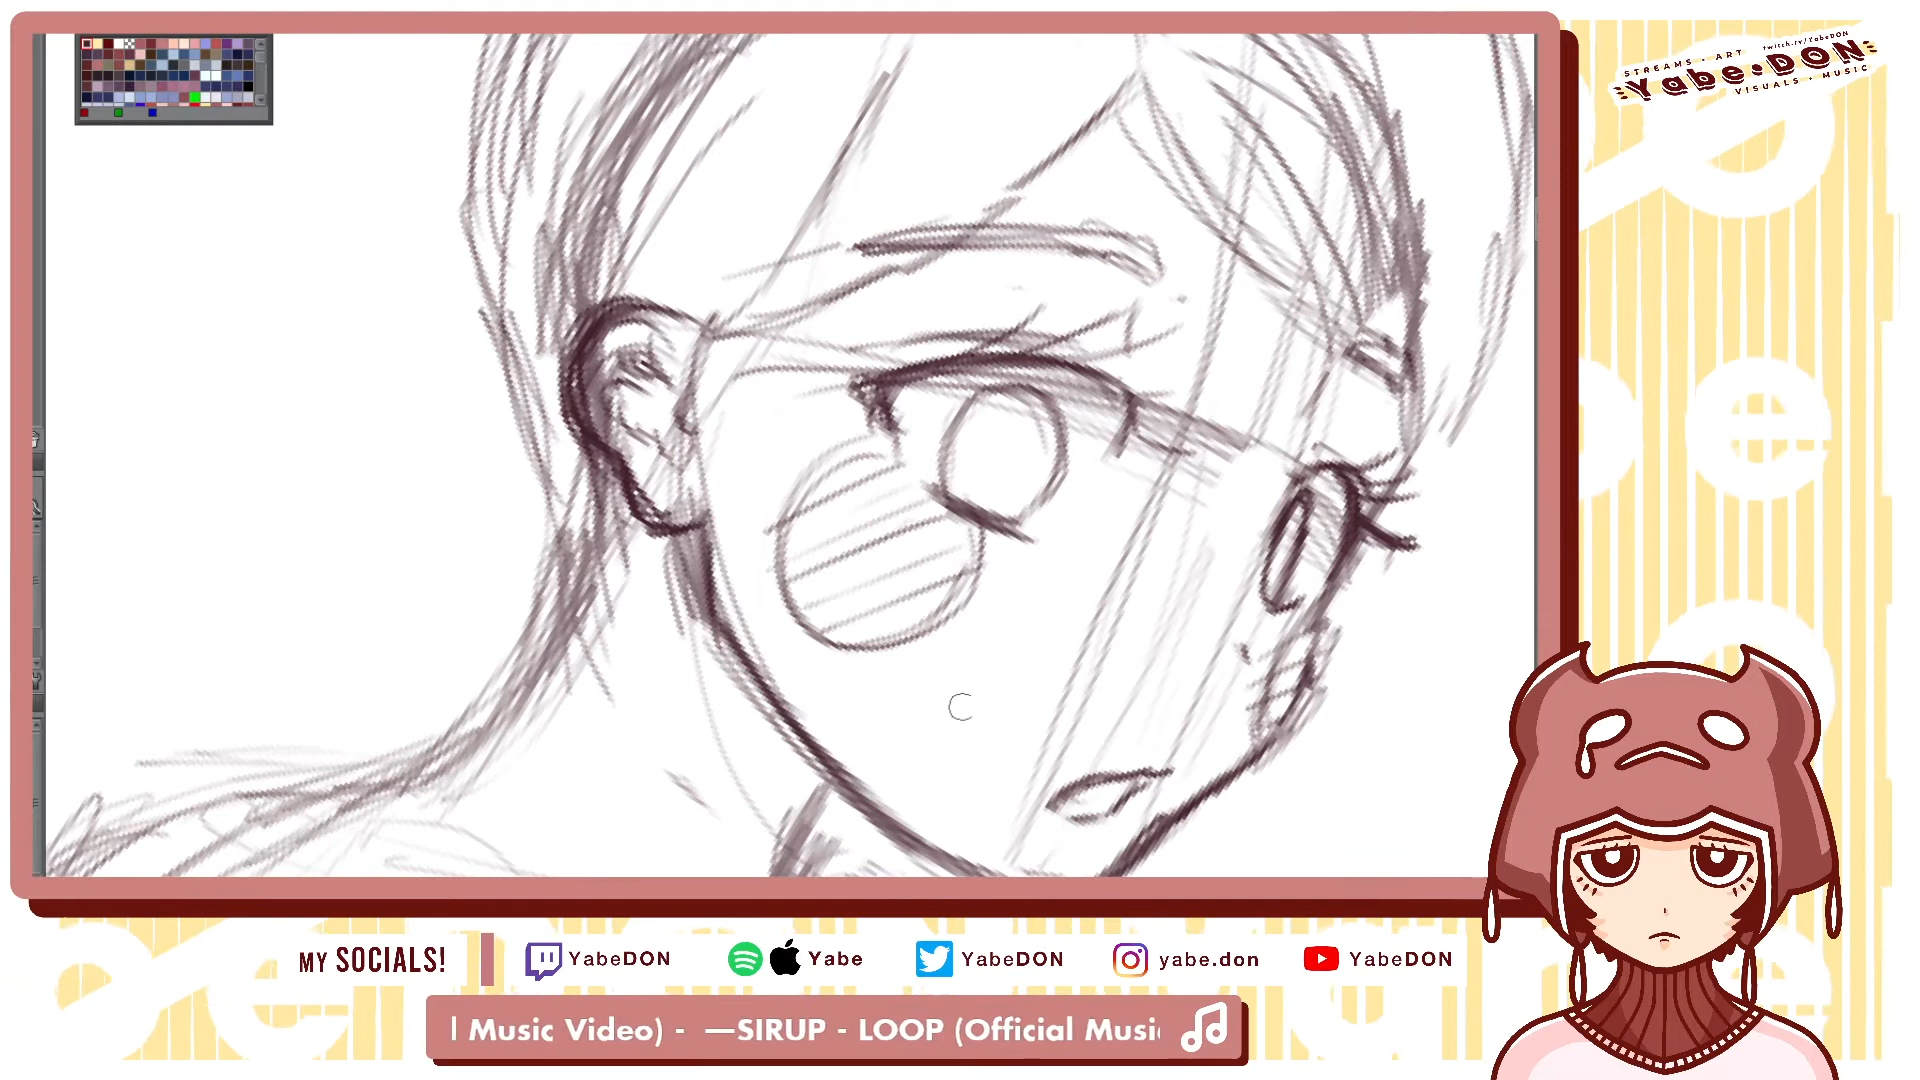 twitch.tv/YabeDON
STREAMS • ART
Yabe•DON
VISUALS • MUSIC
MY SOCIALS!
YabeDON
Yabe
YabeDON
yabe.don
YabeDON
l Music Video) - —SIRUP - LOOP (Official Music